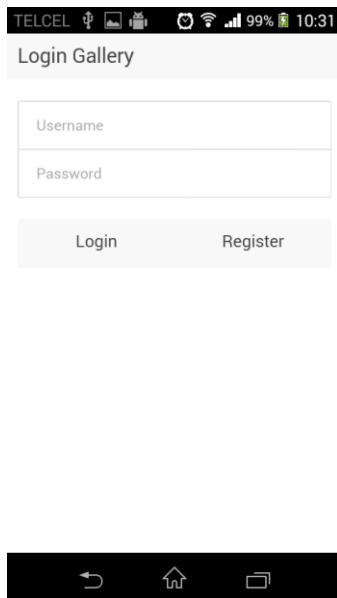 TELCEL 99% 10:31
Login Gallery
Username
Password
Login Register